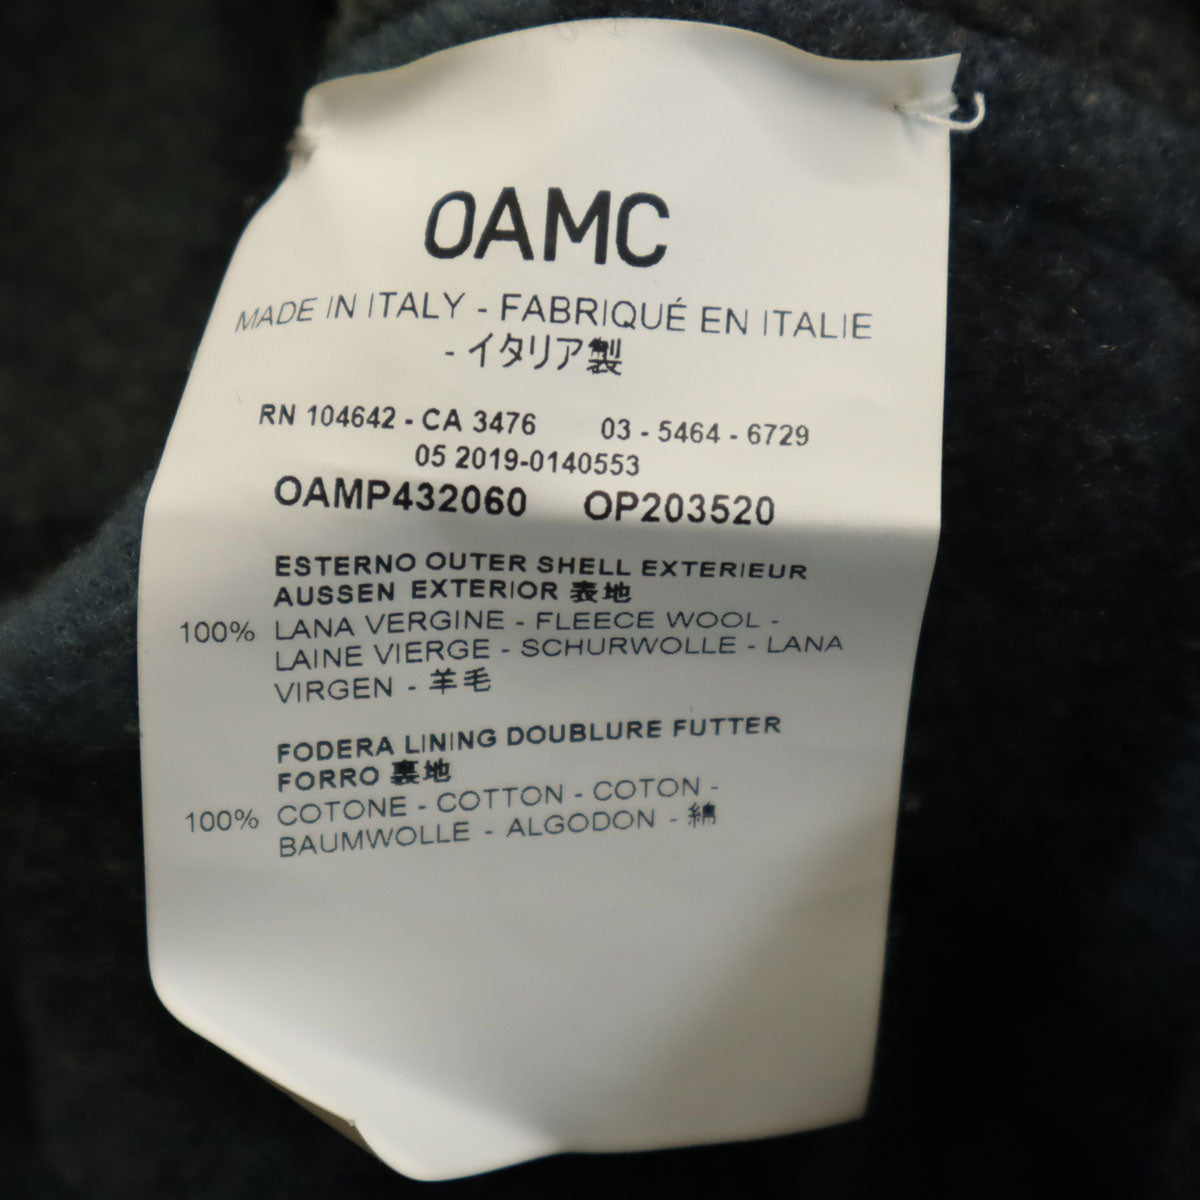 OAMC
MADE IN ITALY - FABRIQUÉ EN ITALIE
- イタリア製
RN 104642 - CA 3476 03 - 5464 - 6729
05 2019-0140553
OAMP432060 OP203520
ESTERNO OUTER SHELL EXTERIEUR
AUSSEN EXTERIOR 表地
100% LANA VERGINE - FLEECE WOOL -
LAINE VIERGE - SCHURWOLLE - LANA
VIRGEN - 羊毛
FODERA LINING DOUBLURE FUTTER
FORRO 裏地
100% COTONE - COTTON - COTON -
BAUMWOLLE - ALGODON - 綿